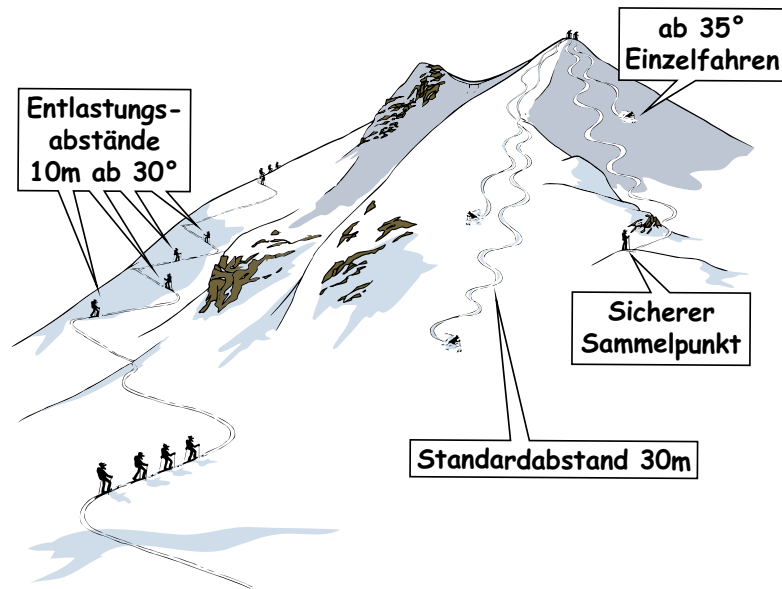 Entlastungs-
abstände
10m ab 30°
ab 35°
Einzelfahren
Sicherer
Sammelpunkt
Standardabstand 30m